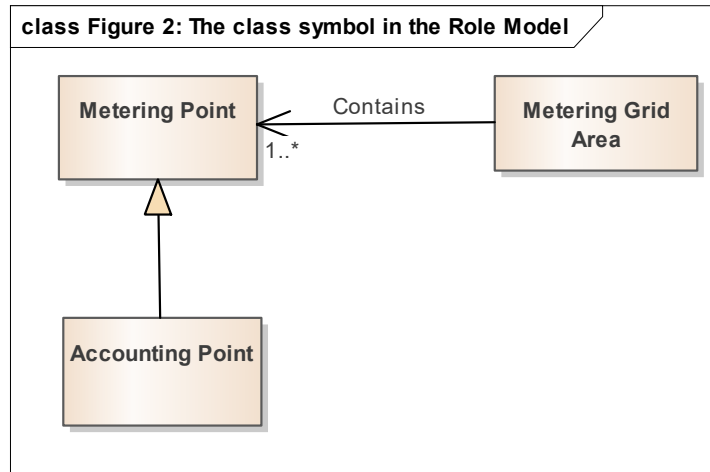 class Figure 2: The class symbol in the Role Model
Metering Point
Contains
Metering Grid
Area
1..*
Accounting Point